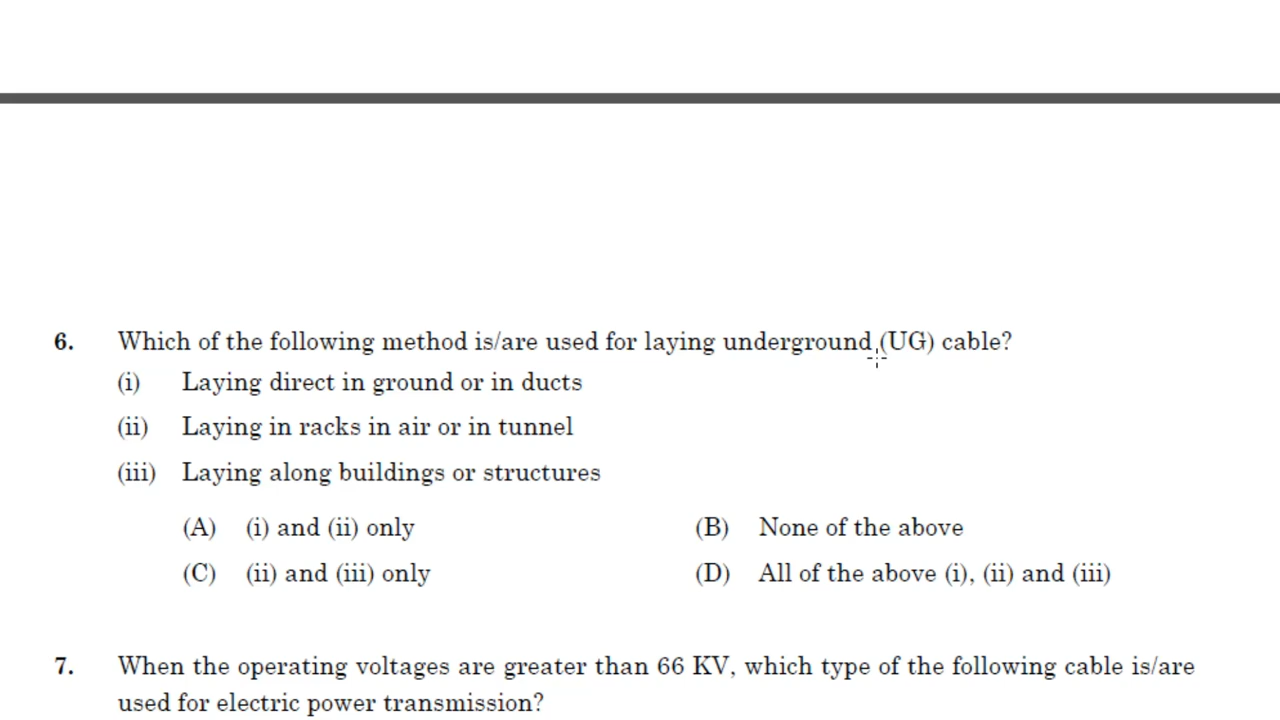 6. Which of the following method is/are used for laying underground (UG) cable?
(i) Laying direct in ground or in ducts
(ii) Laying in racks in air or in tunnel
(iii) Laying along buildings or structures
(A) (i) and (ii) only (B) None of the above
(C) (ii) and (iii) only (D) All of the above (i), (ii) and (iii)
7. When the operating voltages are greater than 66 KV, which type of the following cable is/are
used for electric power transmission?